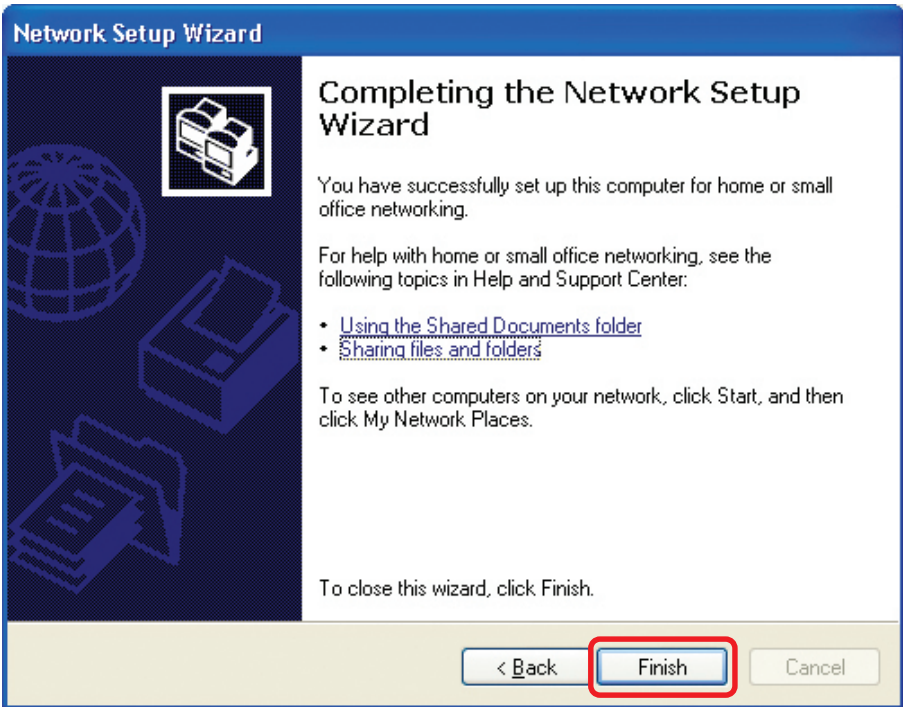 Network Setup Wizard
Completing the Network Setup
Wizard
You have successfully set up this computer for home or small
office networking.
For help with home or small office networking, see the
following topics in Help and Support Center:
• Using the Shared Documents folder
• Sharing files and folders
To see other computers on your network, click Start, and then
click My Network Places.
To close this wizard, click Finish.
< Back Finish Cancel